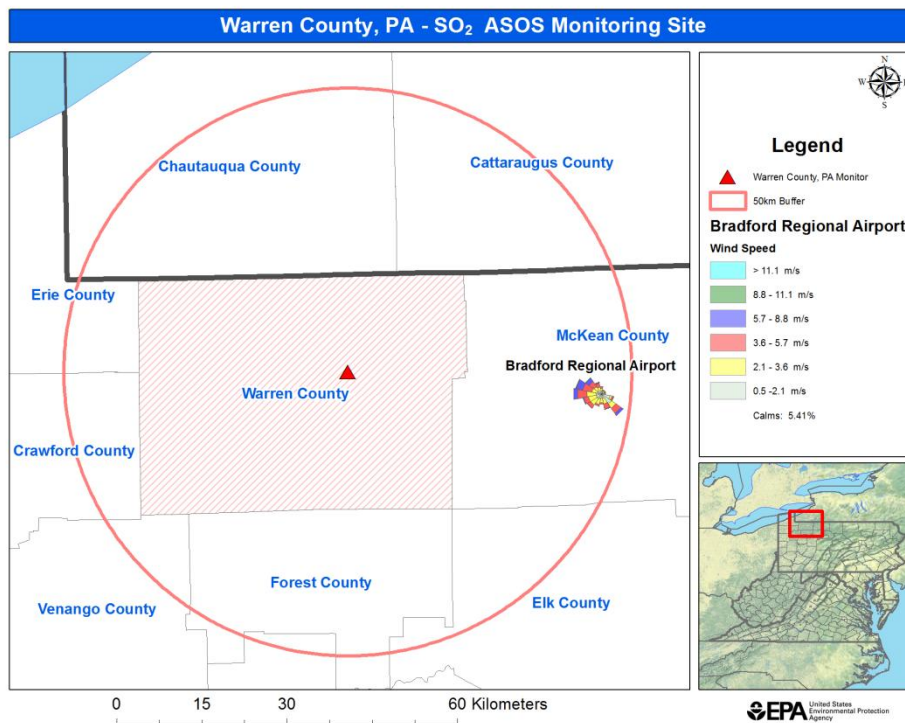 Warren County, PA - SO₂ ASOS Monitoring Site
Chautauqua County
Cattaraugus County
Erie County
McKean County
Bradford Regional Airport
Warren County
Crawford County
Forest County
Venango County
Elk County
0 15 30 60 Kilometers
N
W E
S
Legend
Warren County, PA Monitor
50km Buffer
Bradford Regional Airport
Wind Speed
> 11.1 m/s
8.8 - 11.1 m/s
5.7 - 8.8 m/s
3.6 - 5.7 m/s
2.1 - 3.6 m/s
0.5 -2.1 m/s
Calms: 5.41%
EPA
United States
Environmental Protection
Agency